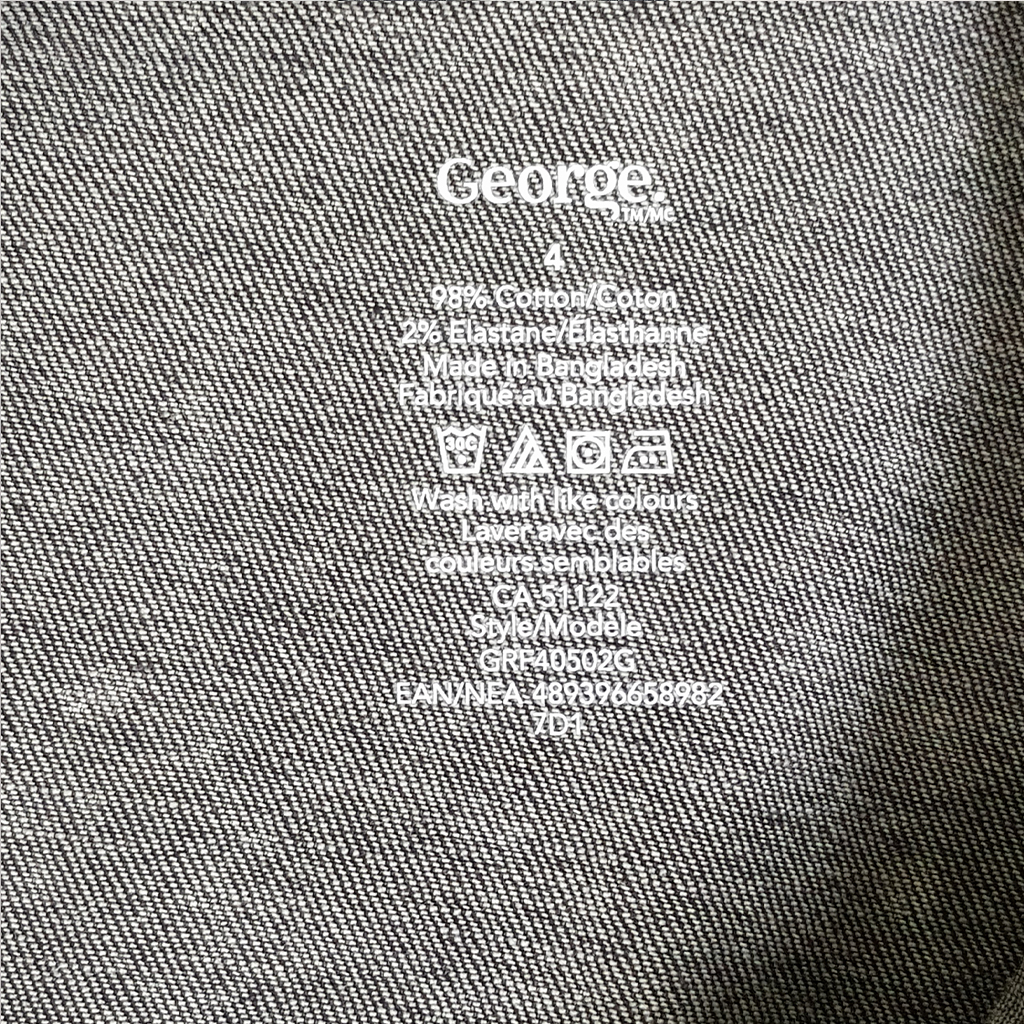 George.
TM/MC
4
98% Cotton/Coton
2% Elastane/Élasthanne
Made in Bangladesh
Fabriqué au Bangladesh
30C
Wash with like colours
Laver avec des
couleurs semblables
CA 51122
Style/Modèle
GRF40502G
EAN/NEA 489396658982
7D1